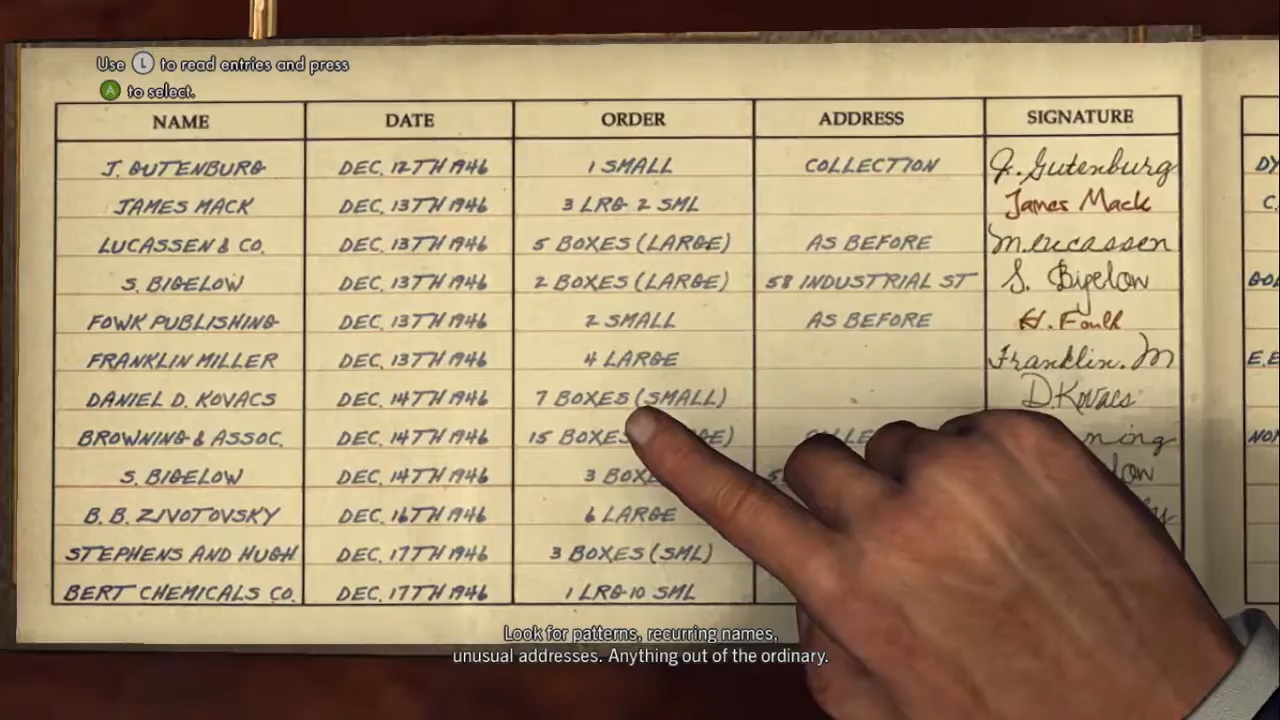 Use L to read entries and press
A to select.
NAME DATE ORDER ADDRESS SIGNATURE
J. GUTENBURG DEC. 12TH 1946 1 SMALL COLLECTION J. Gutenburg
JAMES MACK DEC. 13TH 1946 3 LRG 2 SML James Mack
LUCASSEN & CO. DEC. 13TH 1946 5 BOXES (LARGE) AS BEFORE
S. BIGELOW DEC. 13TH 1946 2 BOXES (LARGE) 58 INDUSTRIAL ST S. Bigelow
FOWK PUBLISHING DEC. 13TH 1946 2 SMALL AS BEFORE
FRANKLIN MILLER DEC. 13TH 1946 4 LARGE Franklin. M
DANIEL D. KOVACS DEC. 14TH 1946 7 BOXES (SMALL) D. Kovacs
BROWNING & ASSOC. DEC. 14TH 1946 15 BOXES
S. BIGELOW DEC. 14TH 1946 3
B. B. ZIVOTOVSKY DEC. 16TH 1946 6 LARGE
STEPHENS AND HUGH DEC. 17TH 1946 3 BOXES (SML)
BERT CHEMICALS CO. DEC. 17TH 1946 1 LRG-10 SML
Look for patterns, recurring names,
unusual addresses. Anything out of the ordinary.